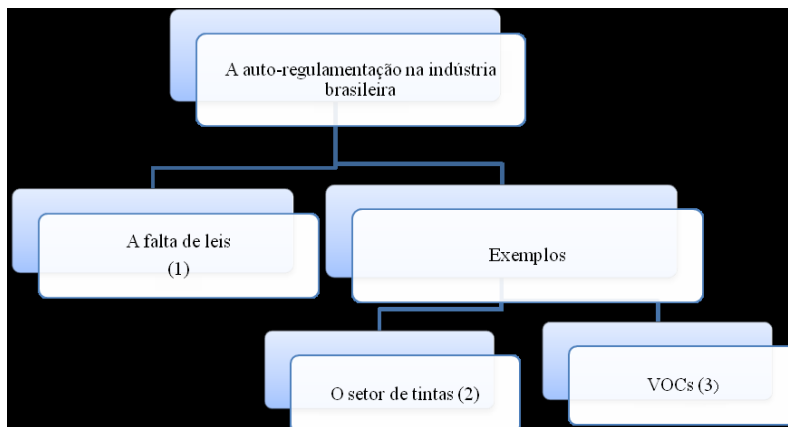 A auto-regulamentação na indústria
brasileira
A falta de leis
(1)
Exemplos
O setor de tintas (2)
VOCs (3)